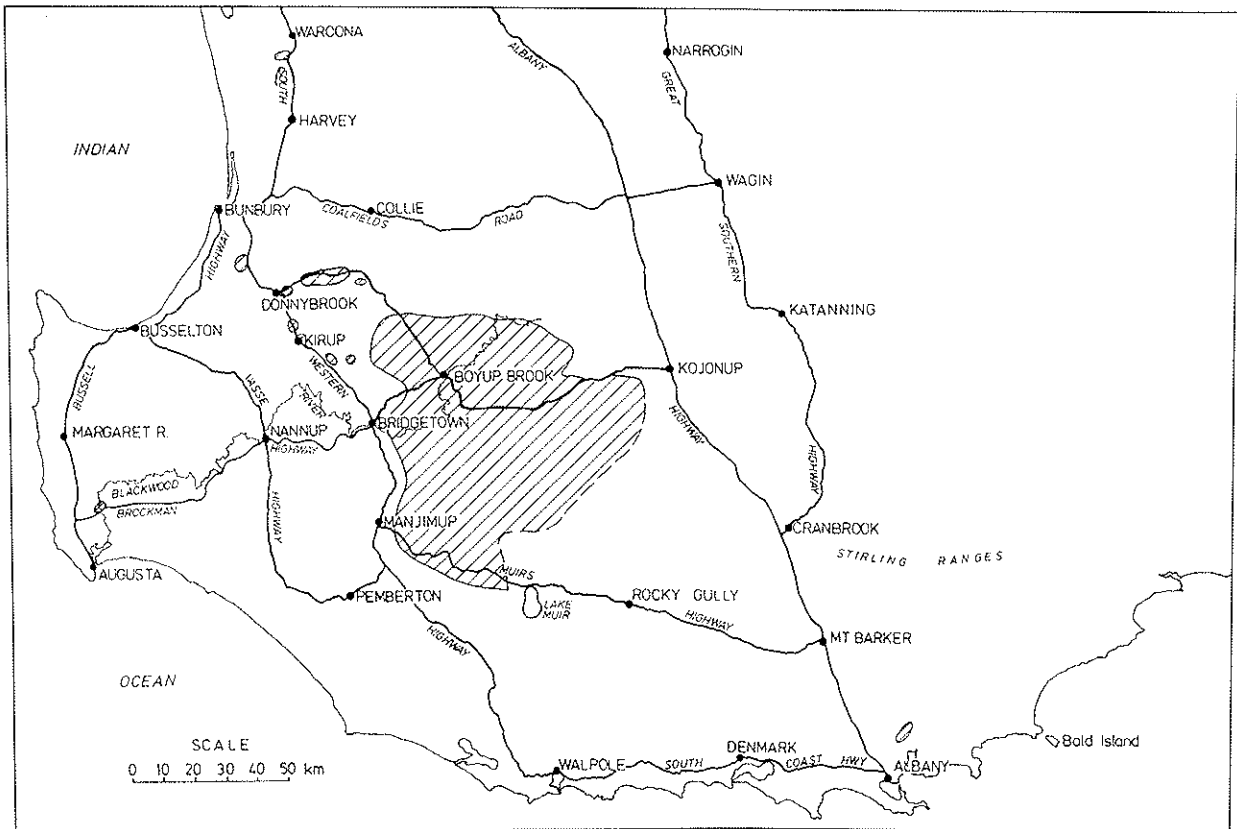 WARCONA
NARROGIN
ALBANY
SOUTH
GREAT
HARVEY
INDIAN
WAGIN
BUNBURY
COLLIE
COALFIELDS
ROAD
HIGHWAY
SOUTHERN
DONNYBROOK
KATANNING
BUSSELTON
KIRUP
WESTERN
KOJONUP
BOYUP BROOK
BUSSELL
VASSE
RIVER
BRIDGETOWN
MARGARET R.
NANNUP
HIGHWAY
HIGHWAY
HIGHWAY
BLACKWOOD
BROCKMAN
HIGHWAY
MANJIMUP
CRANBROOK
STIRLING RANGES
AUGUSTA
MUIRS
PEMBERTON
LAKE
MUIR
ROCKY GULLY
HIGHWAY
HIGHWAY
MT BARKER
OCEAN
SCALE
0 10 20 30 40 50 km
Bald Island
DENMARK
WALPOLE
SOUTH
COAST
HWY
ALBANY